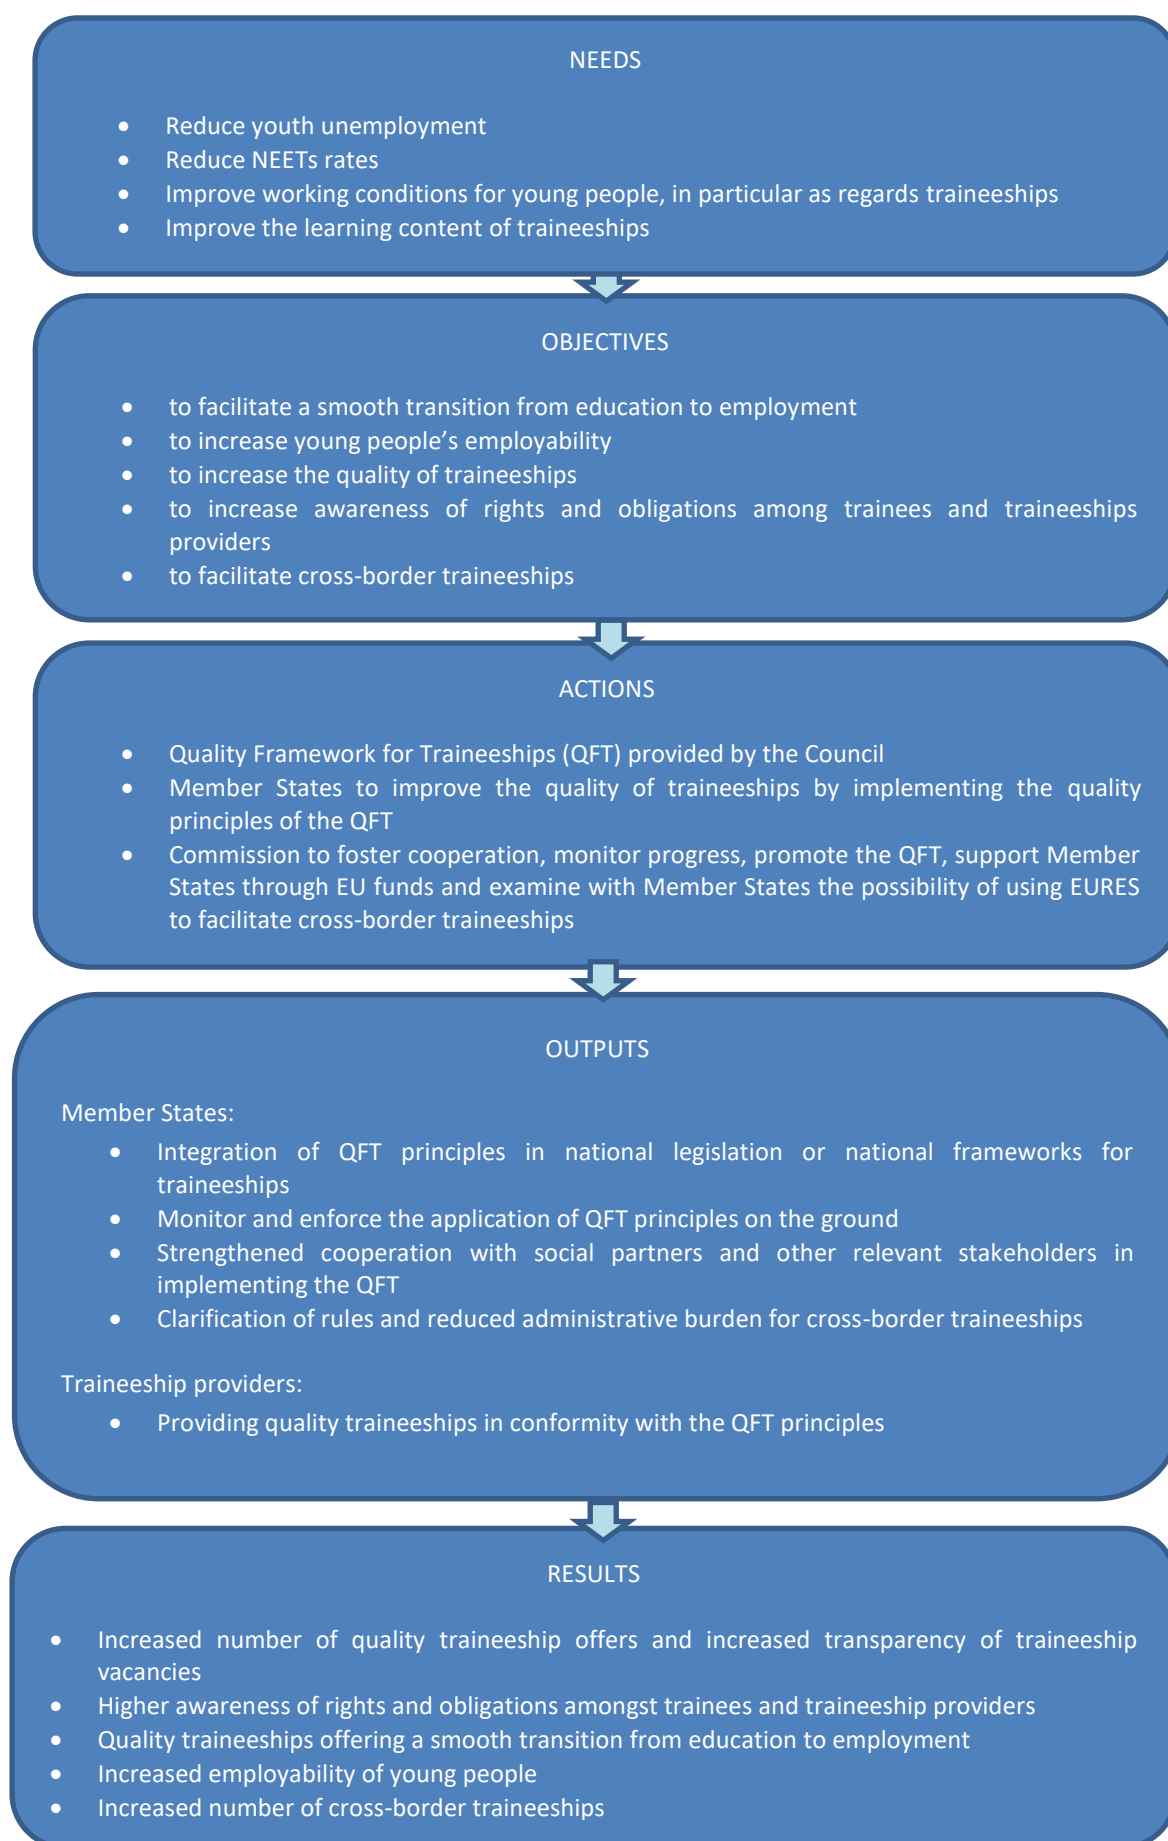 NEEDS
• Reduce youth unemployment
• Reduce NEETs rates
• Improve working conditions for young people, in particular as regards traineeships
• Improve the learning content of traineeships
OBJECTIVES
• to facilitate a smooth transition from education to employment
• to increase young people’s employability
• to increase the quality of traineeships
• to increase awareness of rights and obligations among trainees and traineeships
providers
• to facilitate cross-border traineeships
ACTIONS
• Quality Framework for Traineeships (QFT) provided by the Council
• Member States to improve the quality of traineeships by implementing the quality
principles of the QFT
• Commission to foster cooperation, monitor progress, promote the QFT, support Member
States through EU funds and examine with Member States the possibility of using EURES
to facilitate cross-border traineeships
OUTPUTS
Member States:
• Integration of QFT principles in national legislation or national frameworks for
traineeships
• Monitor and enforce the application of QFT principles on the ground
• Strengthened cooperation with social partners and other relevant stakeholders in
implementing the QFT
• Clarification of rules and reduced administrative burden for cross-border traineeships
Traineeship providers:
• Providing quality traineeships in conformity with the QFT principles
RESULTS
• Increased number of quality traineeship offers and increased transparency of traineeship
vacancies
• Higher awareness of rights and obligations amongst trainees and traineeship providers
• Quality traineeships offering a smooth transition from education to employment
• Increased employability of young people
• Increased number of cross-border traineeships